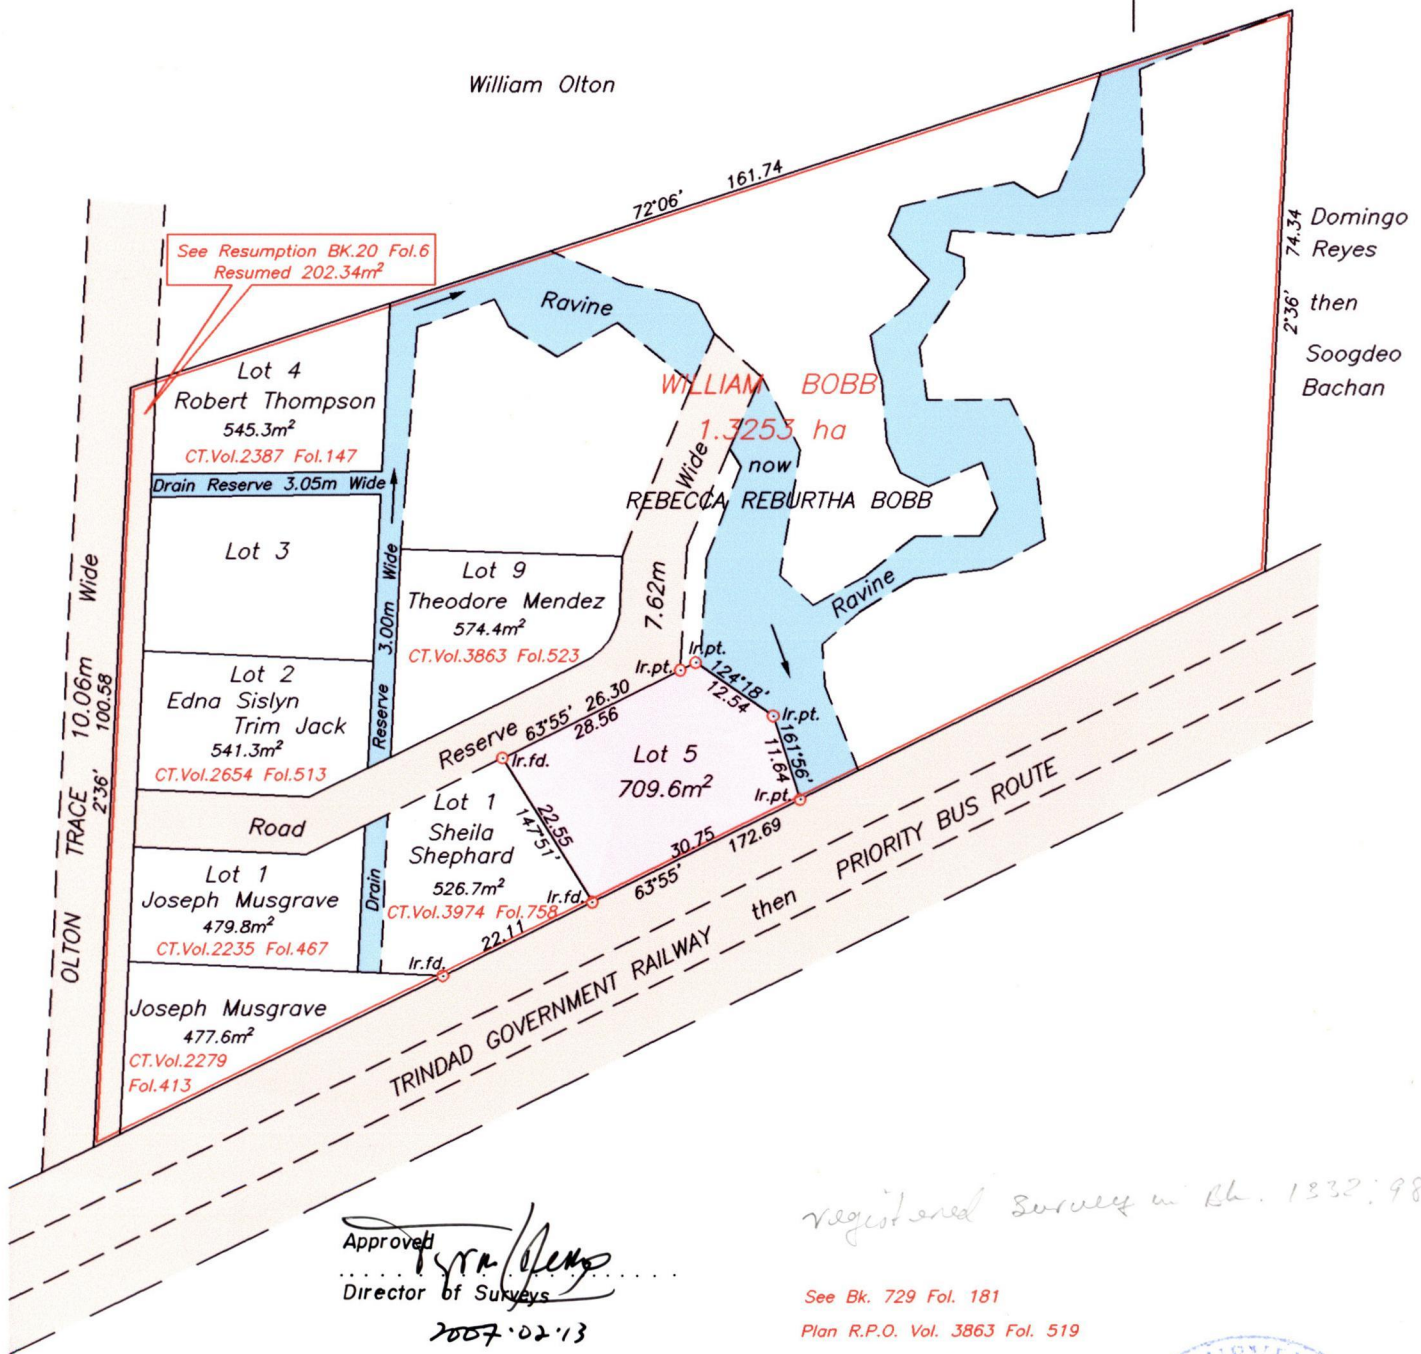 William Olton
161.74
72°06'
See Resumption BK.20 Fol.6
Resumed 202.34m²
Domingo
Reyes
then
Soogdeo
Bachan
74.34
2°36'
Ravine
WILLIAM BOBB
1.3253 ha
now
REBECCA REBURTHA BOBB
Lot 4
Robert Thompson
545.3m²
CT.Vol.2387 Fol.147
Drain Reserve 3.05m Wide
Lot 3
Lot 9
Theodore Mendez
574.4m²
CT.Vol.3863 Fol.523
7.62m Wide
Ravine
Lot 2
Edna Sislyn
Trim Jack
541.3m²
CT.Vol.2654 Fol.513
Drain Reserve 3.00m Wide
OLTON TRACE 10.06m Wide
2°36' 100.58
Road Reserve
63°55' 26.30
28.56
Ir.pt.
Ir.pt.
124°18'
12.54
Ir.pt.
161°56'
11.64
Ir.pt.
Ir.fd.
Lot 5
709.6m²
22.55
147°51'
Ir.fd.
30.75
172.69
63°55'
Lot 1
Sheila
Shephard
526.7m²
CT.Vol.3974 Fol.758
Lot 1
Joseph Musgrave
479.8m²
CT.Vol.2235 Fol.467
Ir.fd.
22.11
Joseph Musgrave
477.6m²
CT.Vol.2279
Fol.413
TRINDAD GOVERNMENT RAILWAY then PRIORITY BUS ROUTE
Approved
Director of Surveys
2007.02.13
registered Survey in Bk. 1332:98
See Bk. 729 Fol. 181
Plan R.P.O. Vol. 3863 Fol. 519